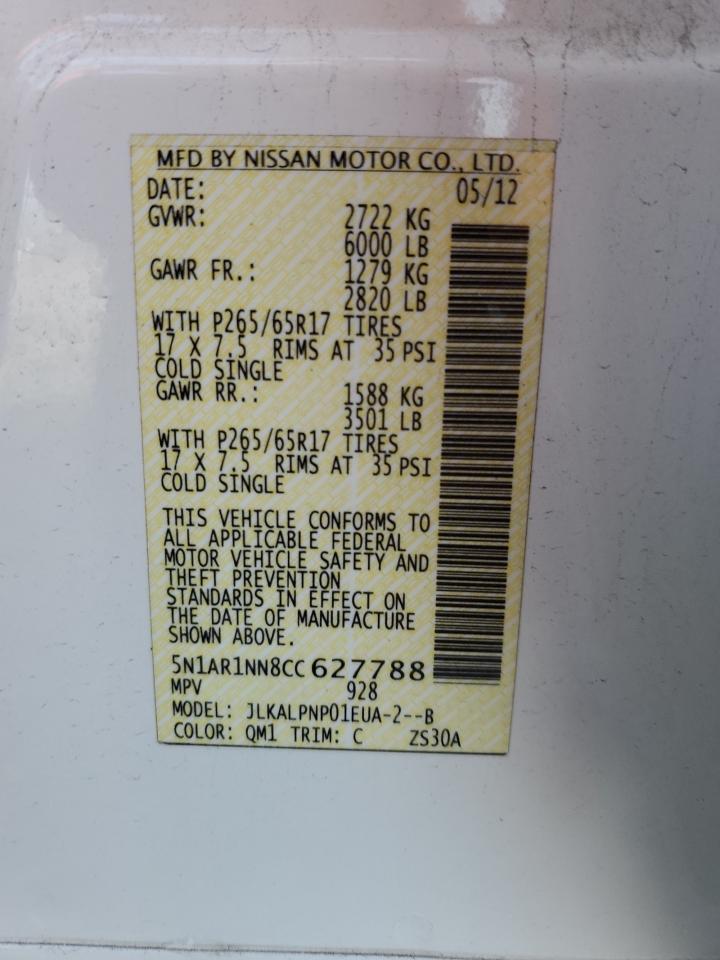 MFD BY NISSAN MOTOR CO., LTD.
DATE: 05/12
GVWR: 2722 KG
6000 LB
GAWR FR.: 1279 KG
2820 LB
WITH P265/65R17 TIRES
17 X 7.5 RIMS AT 35 PSI
COLD SINGLE
GAWR RR.: 1588 KG
3501 LB
WITH P265/65R17 TIRES
17 X 7.5 RIMS AT 35 PSI
COLD SINGLE
THIS VEHICLE CONFORMS TO
ALL APPLICABLE FEDERAL
MOTOR VEHICLE SAFETY AND
THEFT PREVENTION
STANDARDS IN EFFECT ON
THE DATE OF MANUFACTURE
SHOWN ABOVE.
5N1AR1NN8CC627788
MPV 928
MODEL: JLKALPNP01EUA-2--B
COLOR: QM1 TRIM: C ZS30A